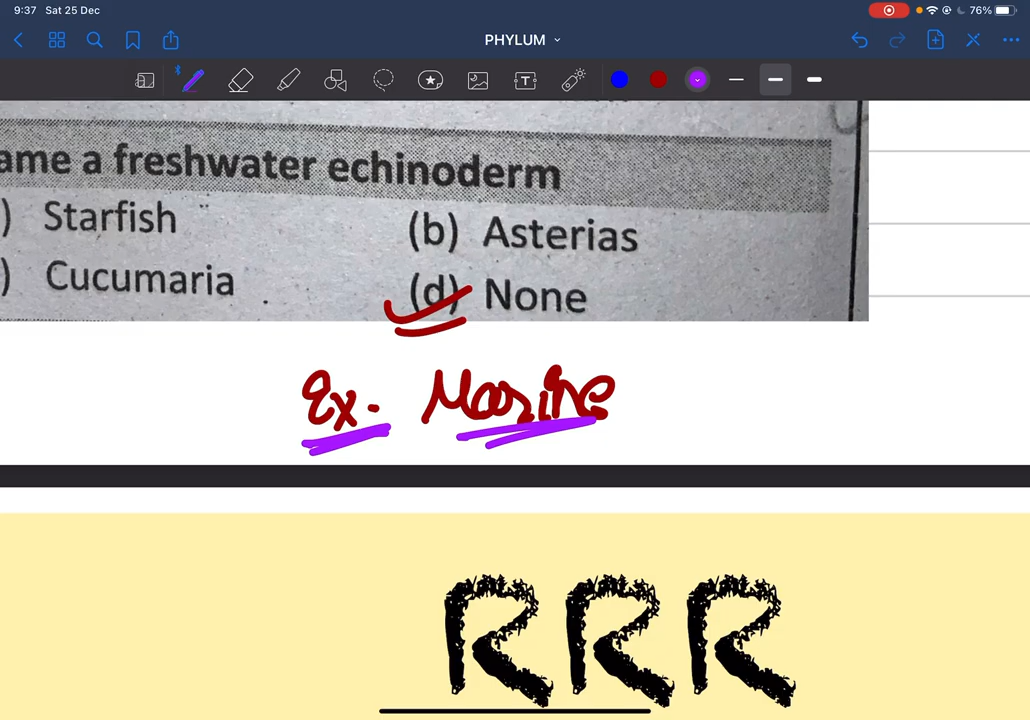 9:37 Sat 25 Dec
76%
PHYLUM
T
ame a freshwater echinoderm
) Starfish (b) Asterias
) Cucumaria (d) None
Ex. Marine
RRR